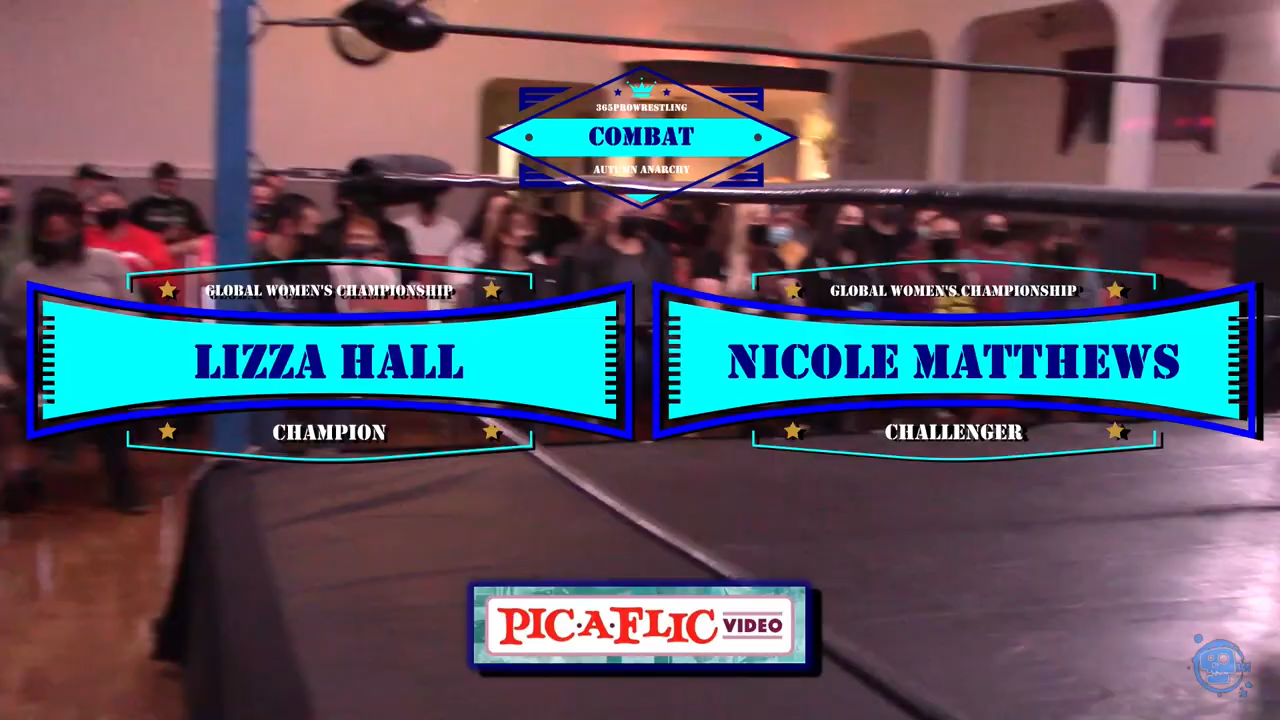 365PROWRESTLING
COMBAT
AUTUMN ANARCHY
GLOBAL WOMEN'S CHAMPIONSHIP
LIZZA HALL
CHAMPION
GLOBAL WOMEN'S CHAMPIONSHIP
NICOLE MATTHEWS
CHALLENGER
PIC·A·FLIC VIDEO